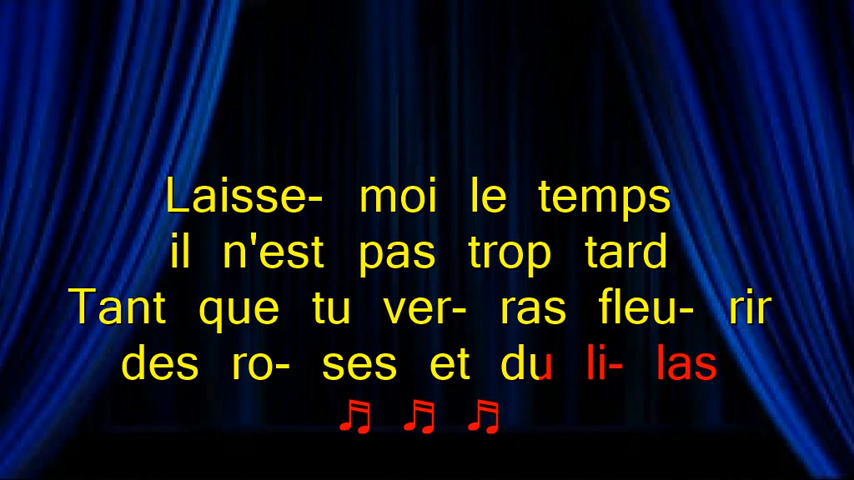 Laisse- moi le temps
il n'est pas trop tard
Tant que tu ver- ras fleu- rir
des ro- ses et du li- las
♬ ♬ ♬